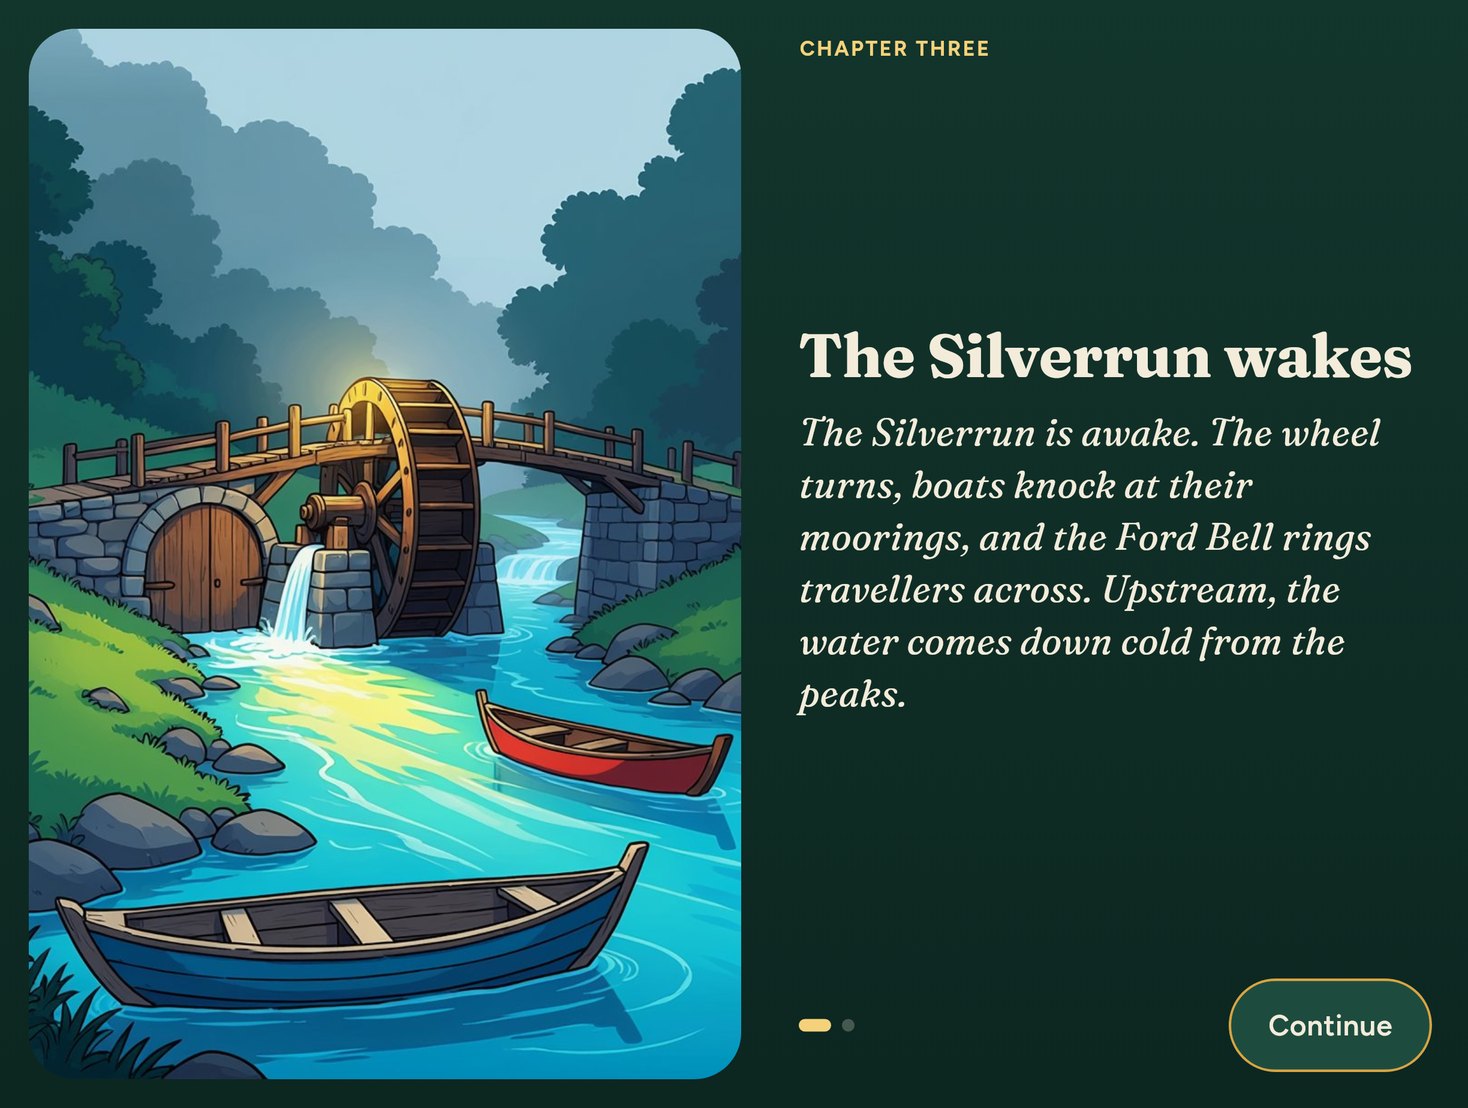 CHAPTER THREE
The Silverrun wakes
The Silverrun is awake. The wheel
turns, boats knock at their
moorings, and the Ford Bell rings
travellers across. Upstream, the
water comes down cold from the
peaks.
Continue